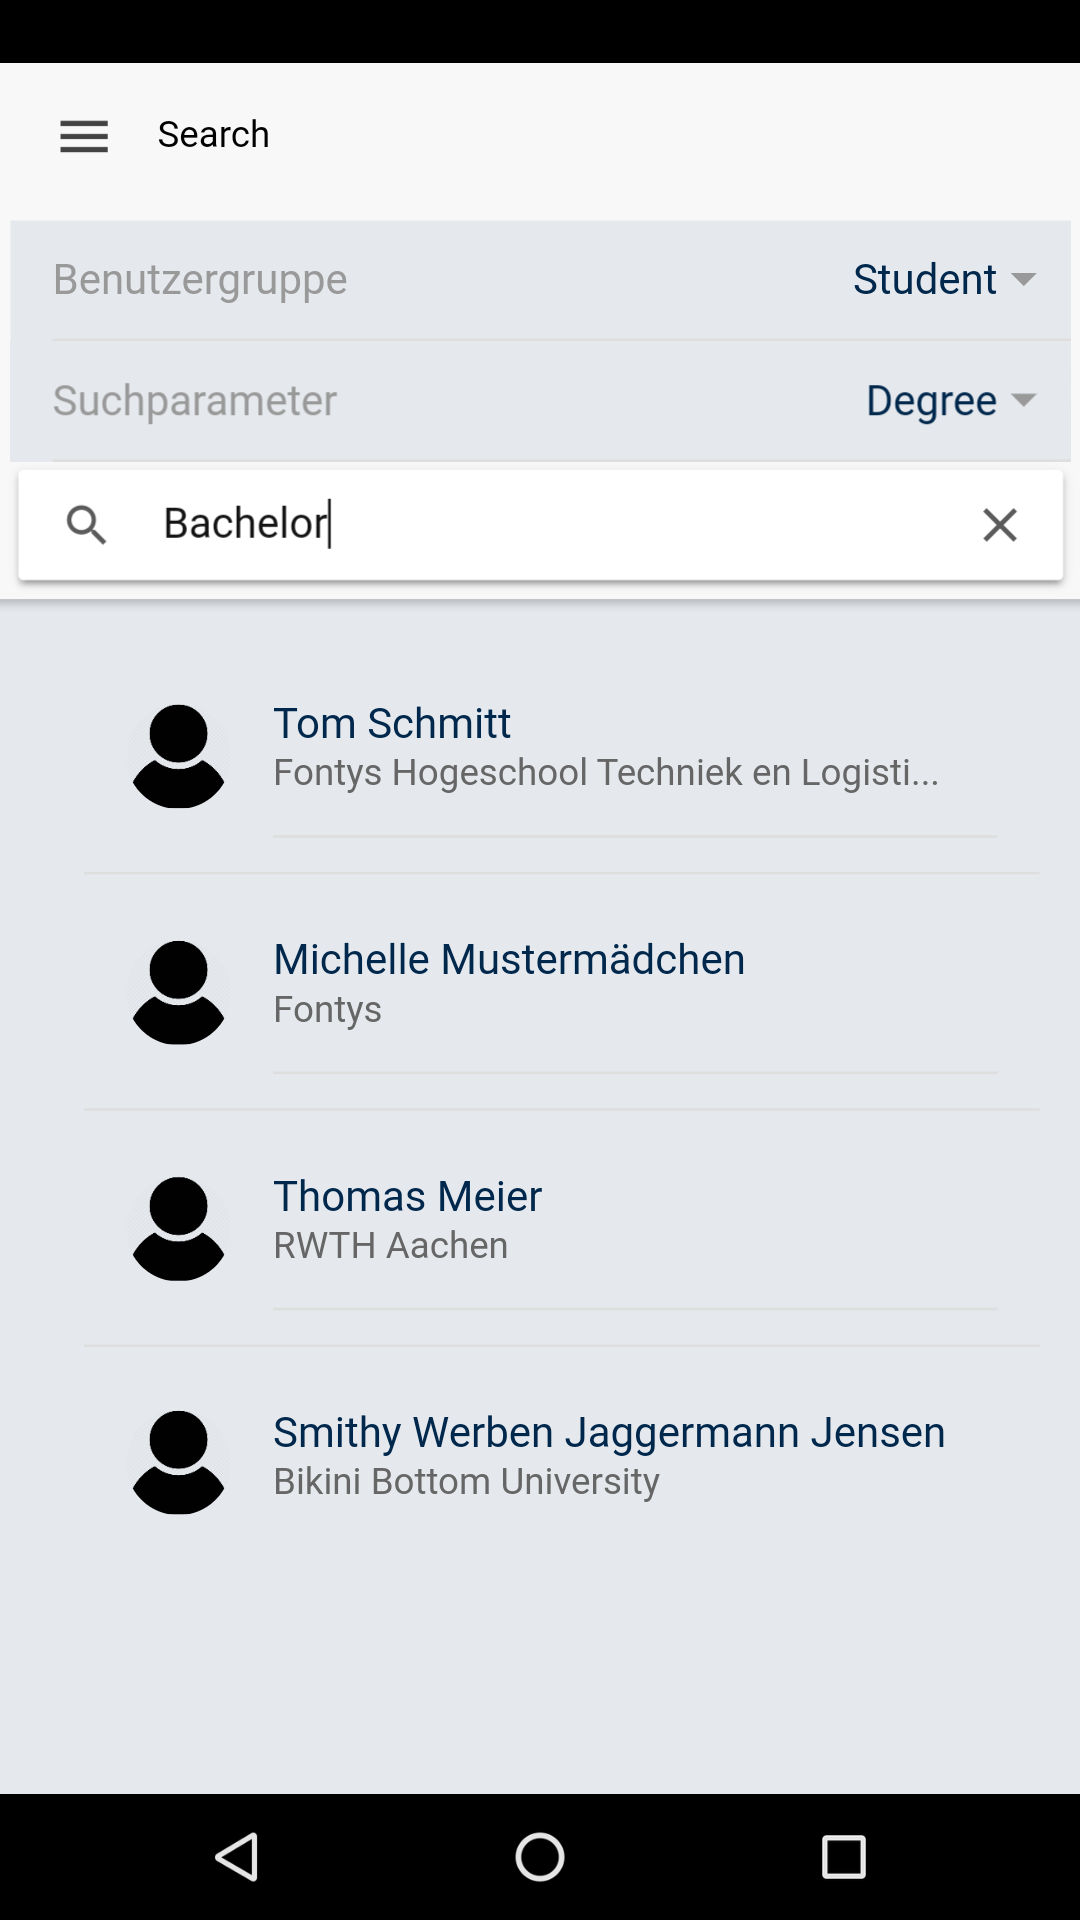 Search
Benutzergruppe Student
Suchparameter Degree
Bachelor
Tom Schmitt
Fontys Hogeschool Techniek en Logisti...
Michelle Mustermädchen
Fontys
Thomas Meier
RWTH Aachen
Smithy Werben Jaggermann Jensen
Bikini Bottom University